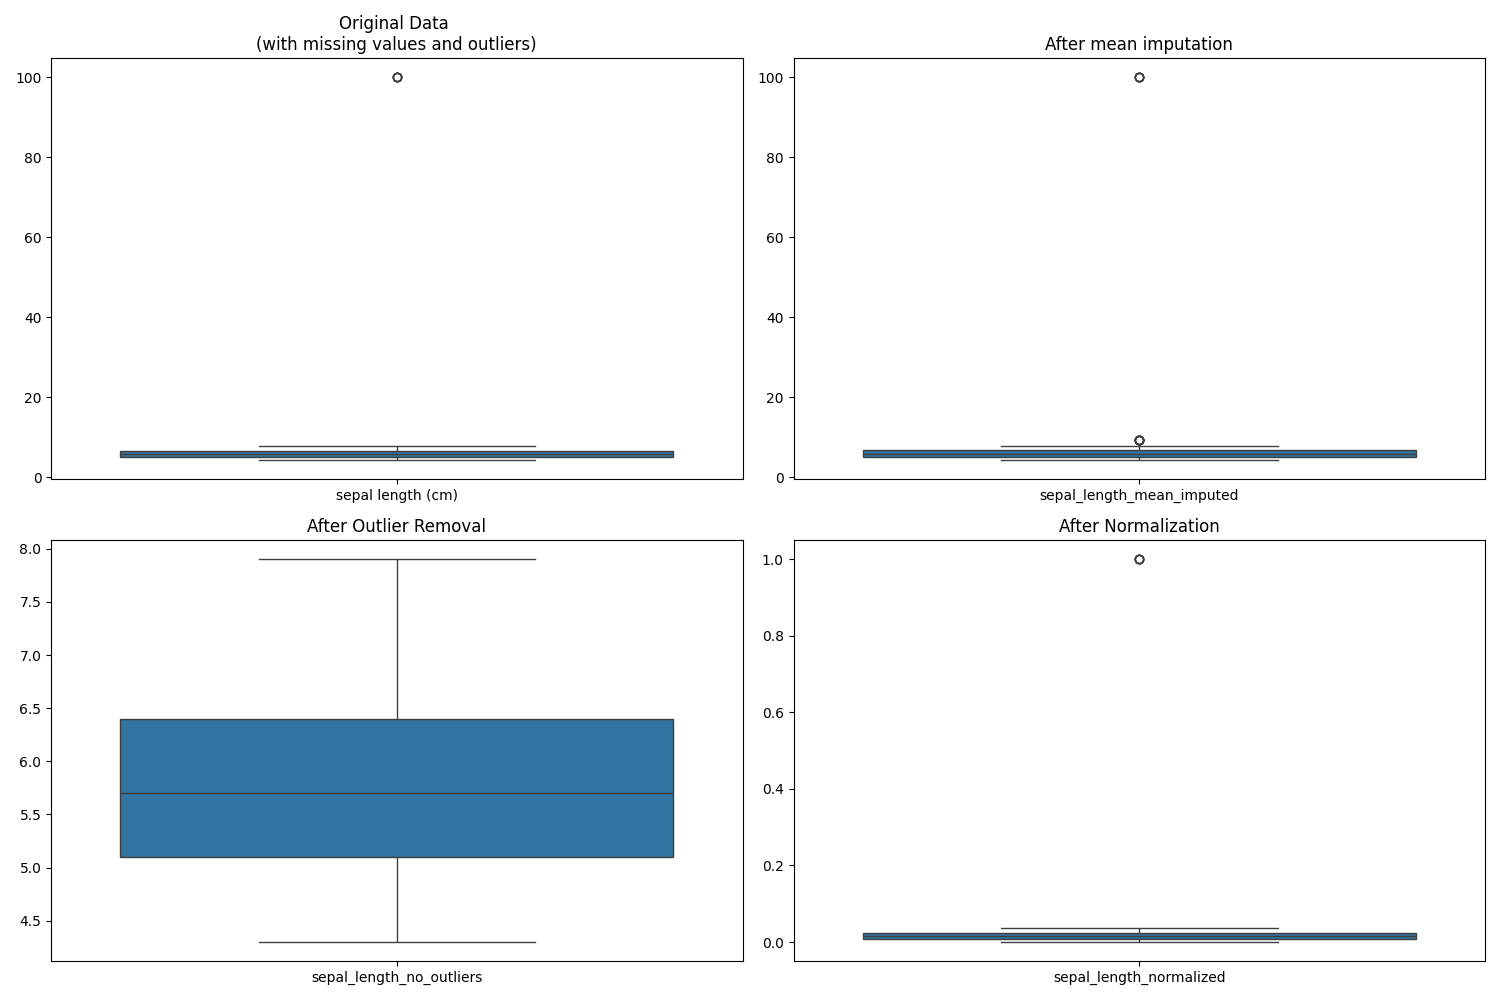 Original Data
(with missing values and outliers)
100
80
60
40
20
0
sepal length (cm)
After mean imputation
100
80
60
40
20
0
sepal_length_mean_imputed
After Outlier Removal
8.0
7.5
7.0
6.5
6.0
5.5
5.0
4.5
sepal_length_no_outliers
After Normalization
1.0
0.8
0.6
0.4
0.2
0.0
sepal_length_normalized